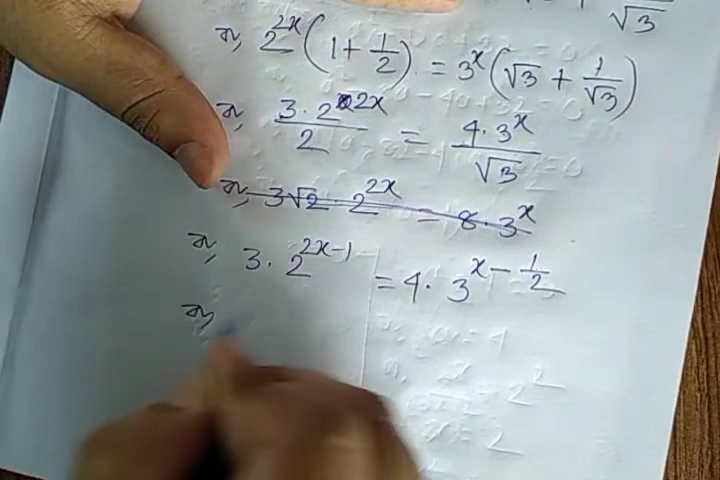 √3
বা, 2^{2x}(1 + 1/2) = 3^x(√3 + 1/√3)
বা, 3·2^{2x}/2 = 4·3^x/√3
বা, 3√2·2^{2x} = 8·3^x
বা, 3·2^{2x-1} = 4·3^{x-1/2}
বা,